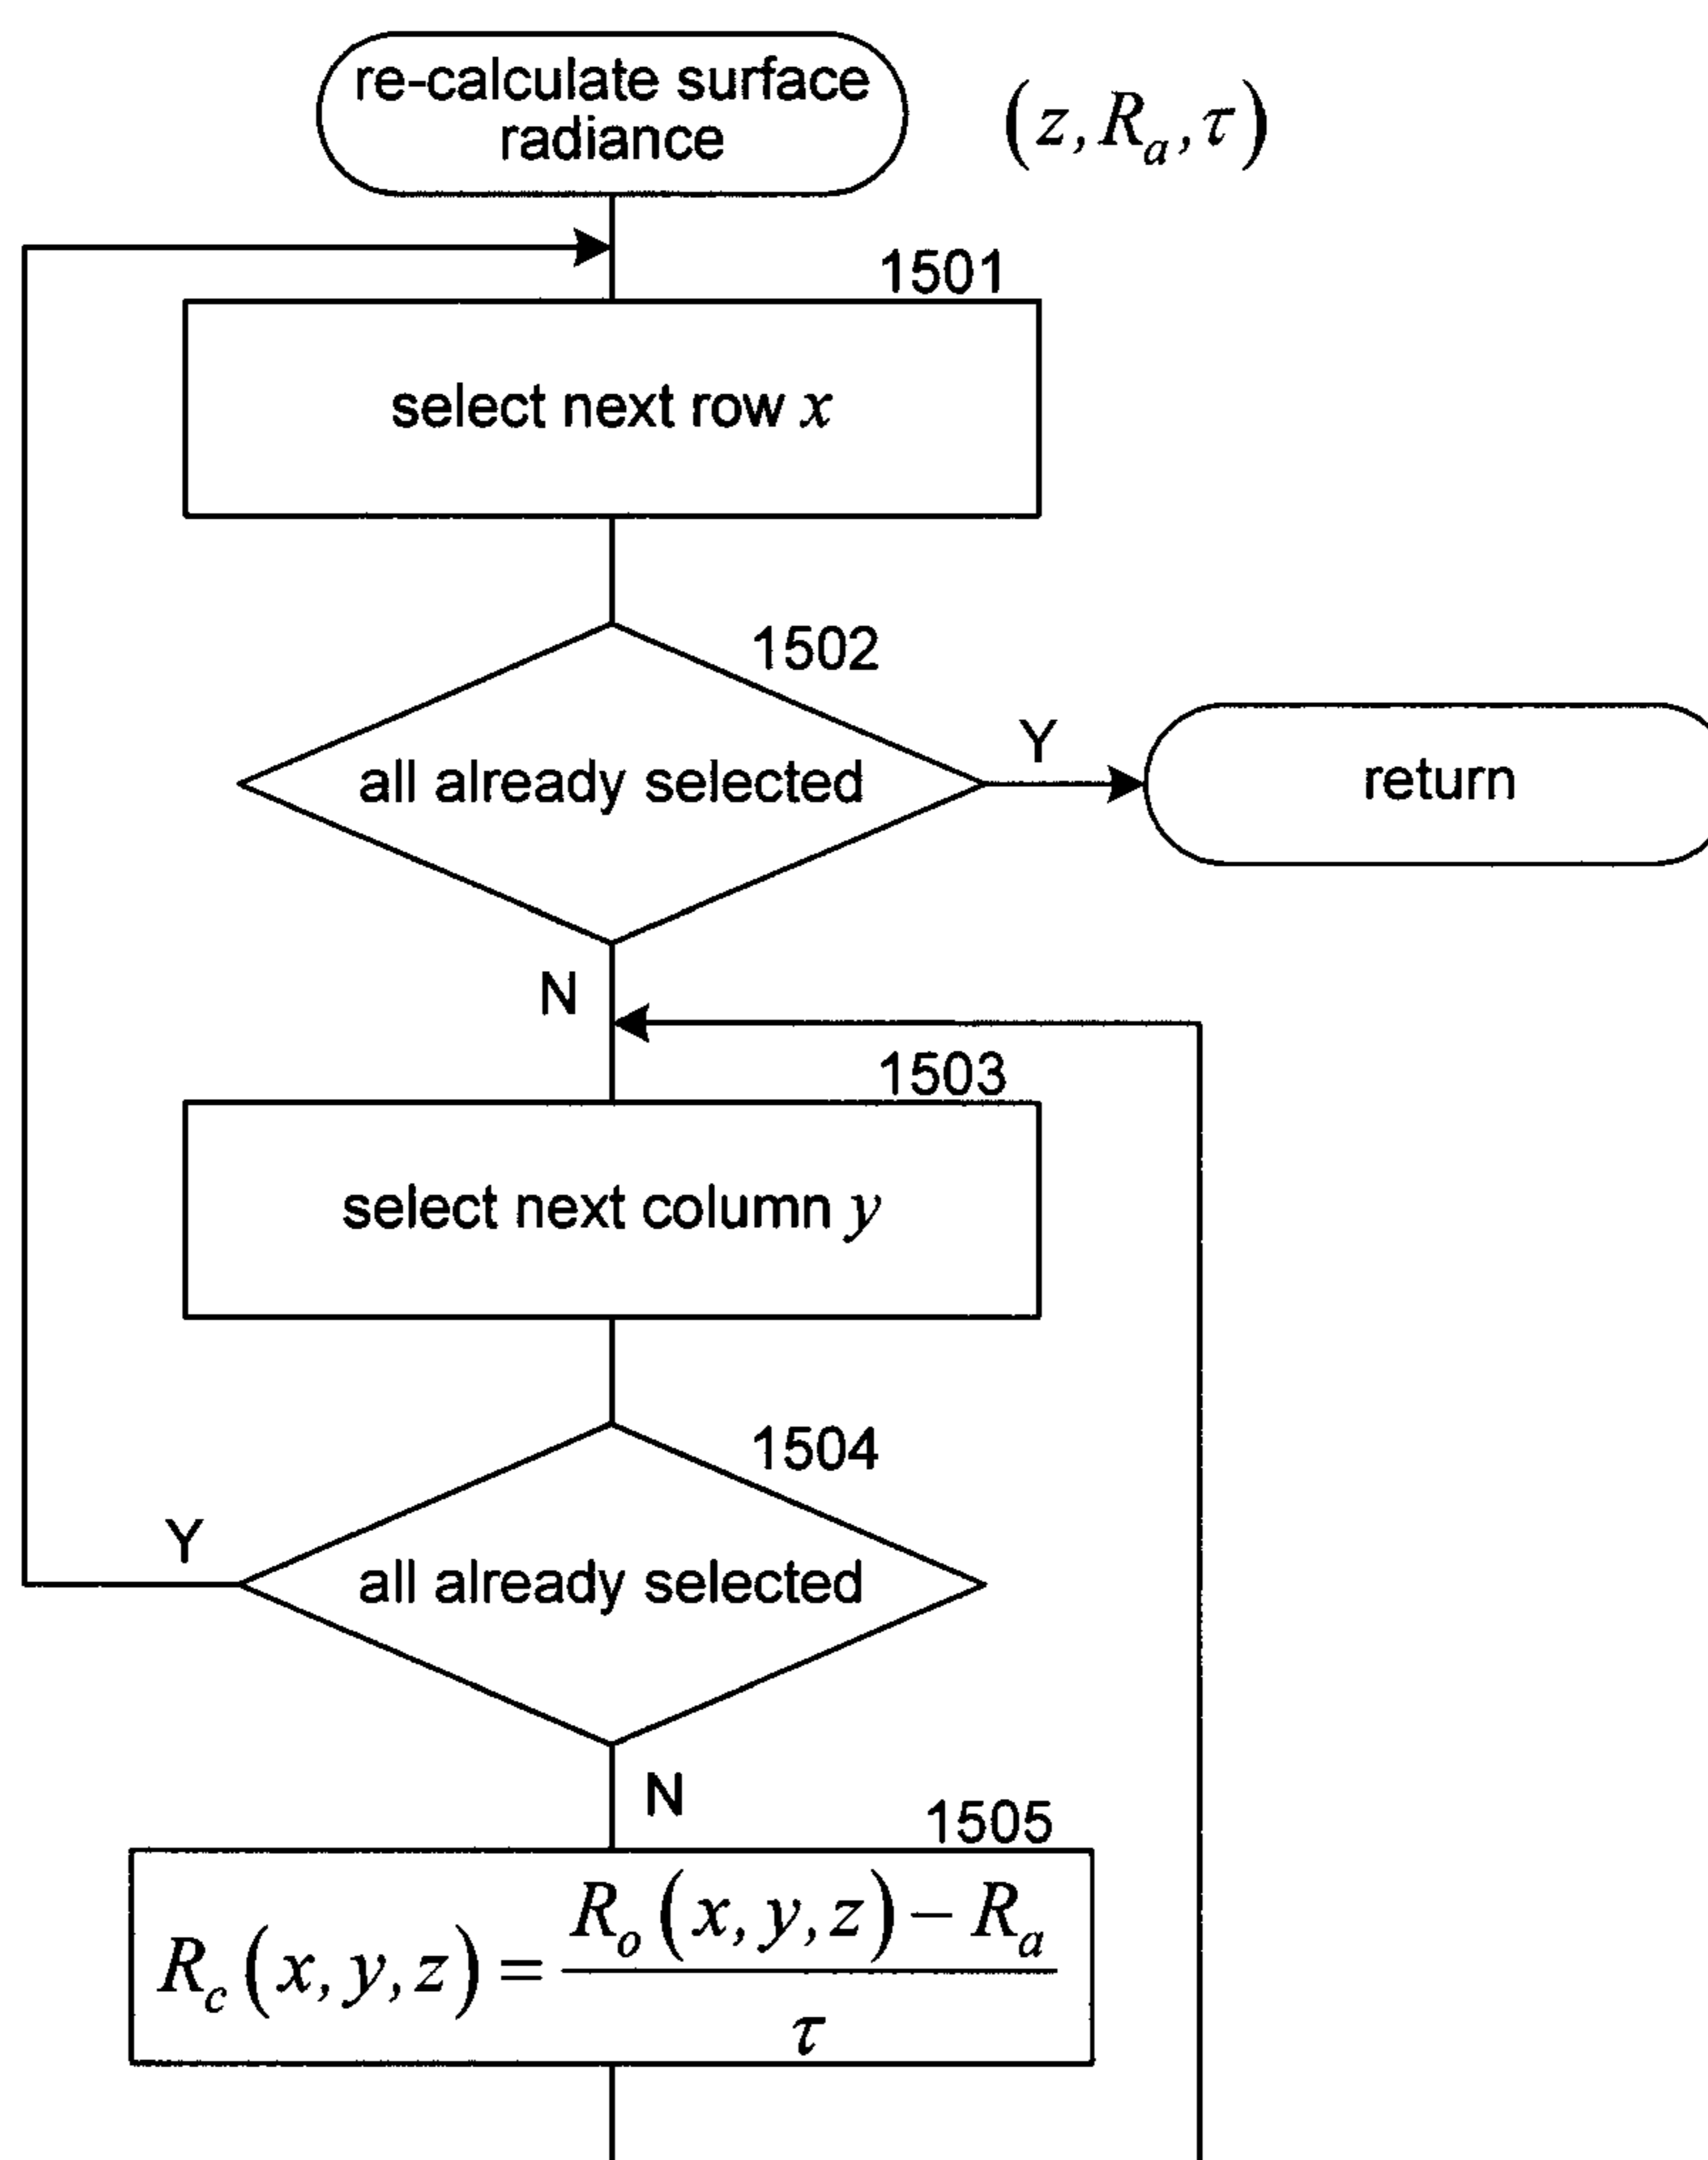 re-calculate surface
radiance
(z, R_a, τ)
1501
select next row x
1502
all already selected
Y
return
N
1503
select next column y
1504
Y
all already selected
N
1505
R_c(x, y, z) = \frac{R_o(x, y, z) - R_a}{τ}